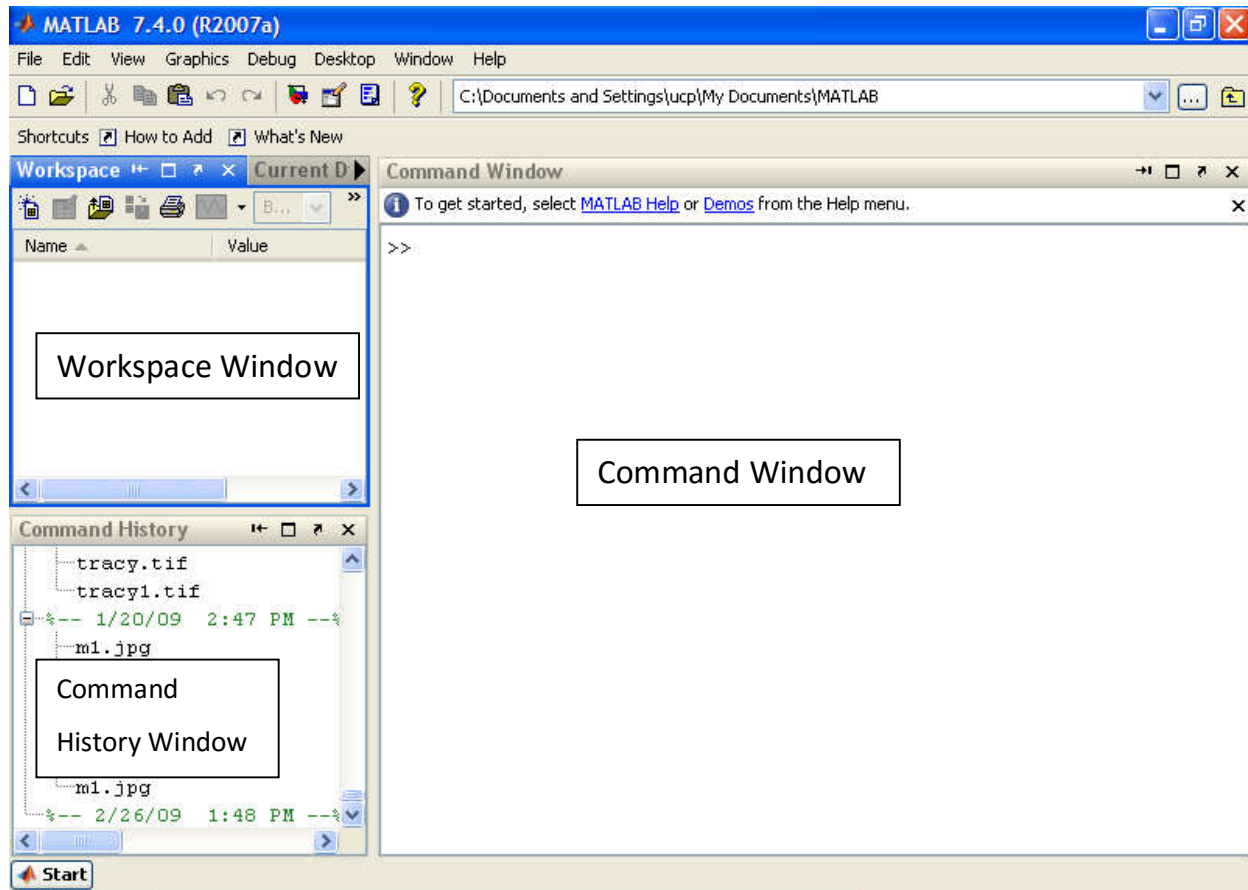 MATLAB 7.4.0 (R2007a)
File Edit View Graphics Debug Desktop Window Help
C:\Documents and Settings\ucp\My Documents\MATLAB
Shortcuts How to Add What's New
Workspace Current D
B...
Name Value
Workspace Window
Command History
tracy.tif
tracy1.tif
%-- 1/20/09 2:47 PM --%
m1.jpg
Command
History Window
m1.jpg
%-- 2/26/09 1:48 PM --%
Command Window
To get started, select MATLAB Help or Demos from the Help menu.
>>
Command Window
Start